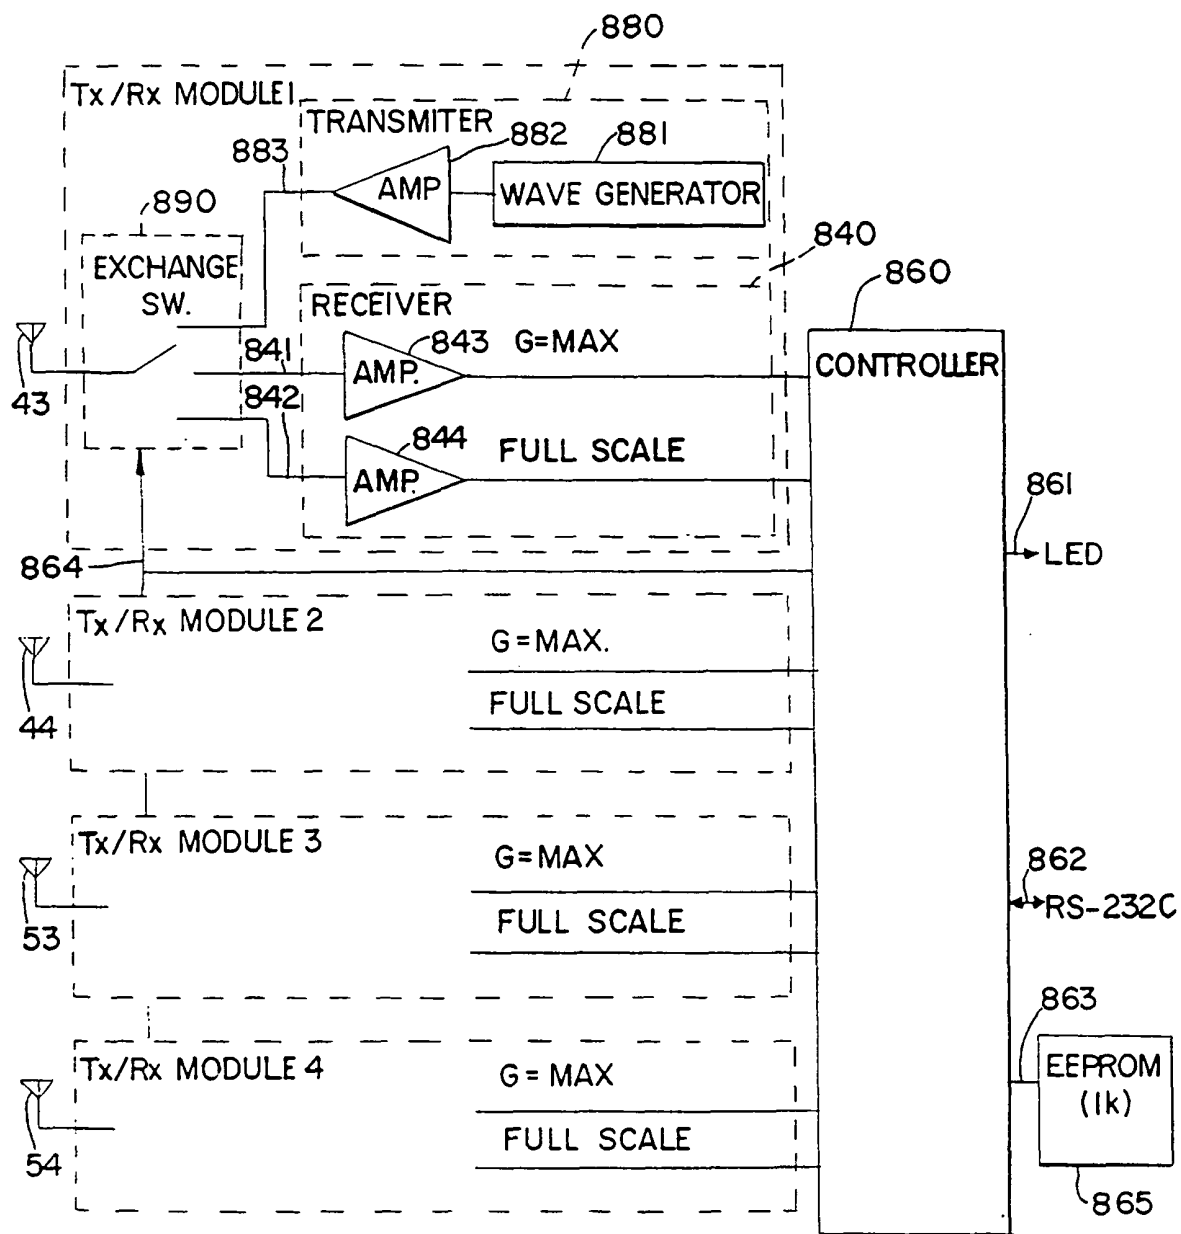 880
Tx/Rx MODULE 1
TRANSMITER
882
881
883
AMP
WAVE GENERATOR
890
840
860
EXCHANGE
SW.
RECEIVER
841
843
G=MAX
AMP.
CONTROLLER
43
842
844
FULL SCALE
AMP.
861
LED
864
Tx/Rx MODULE 2
G=MAX.
FULL SCALE
44
Tx/Rx MODULE 3
G=MAX
862
RS-232C
FULL SCALE
53
863
Tx/Rx MODULE 4
G=MAX
EEPROM
(1k)
FULL SCALE
54
865